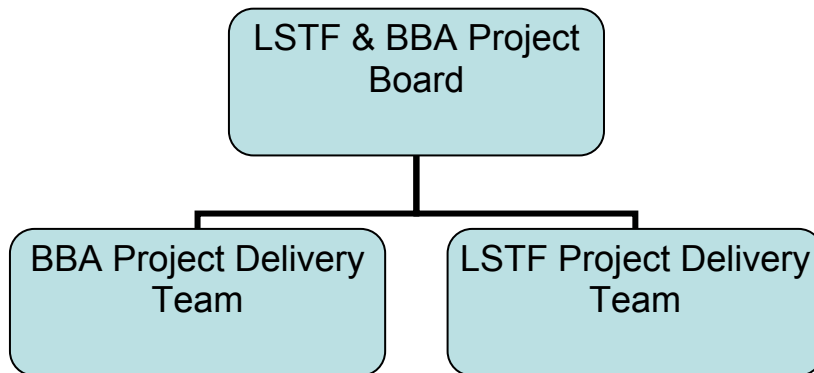 LSTF & BBA Project
Board
BBA Project Delivery
Team
LSTF Project Delivery
Team